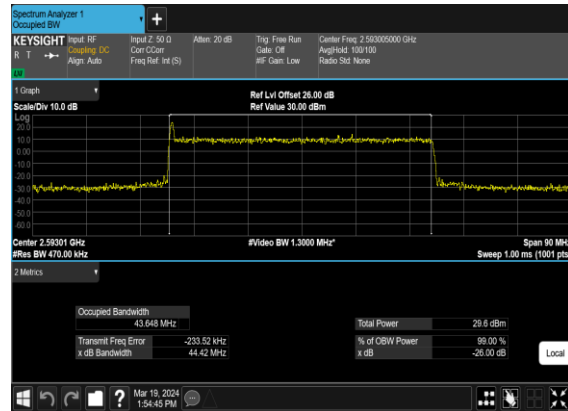 Spectrum Analyzer 1
Occupied BW
+
KEYSIGHT Input: RF Input Z: 50 Ω Atten: 20 dB Trig: Free Run Center Freq: 2.593005000 GHz
R T Coupling: DC Corr CCorr Gate: Off Avg|Hold: 100/100
Align: Auto Freq Ref: Int (S) #IF Gain: Low Radio Std: None
LW
1 Graph
Scale/Div 10.0 dB Ref Lvl Offset 26.00 dB
Ref Value 30.00 dBm
Log
20.0
10.0
0.00
-10.0
-20.0
-30.0
-40.0
-50.0
-60.0
Center 2.59301 GHz #Video BW 1.3000 MHz* Span 90 MHz
#Res BW 470.00 kHz Sweep 1.00 ms (1001 pts
2 Metrics
Occupied Bandwidth
43.648 MHz Total Power 29.6 dBm
Transmit Freq Error -233.52 kHz % of OBW Power 99.00 %
x dB Bandwidth 44.42 MHz x dB -26.00 dB
Local
? Mar 19, 2024
1:54:45 PM